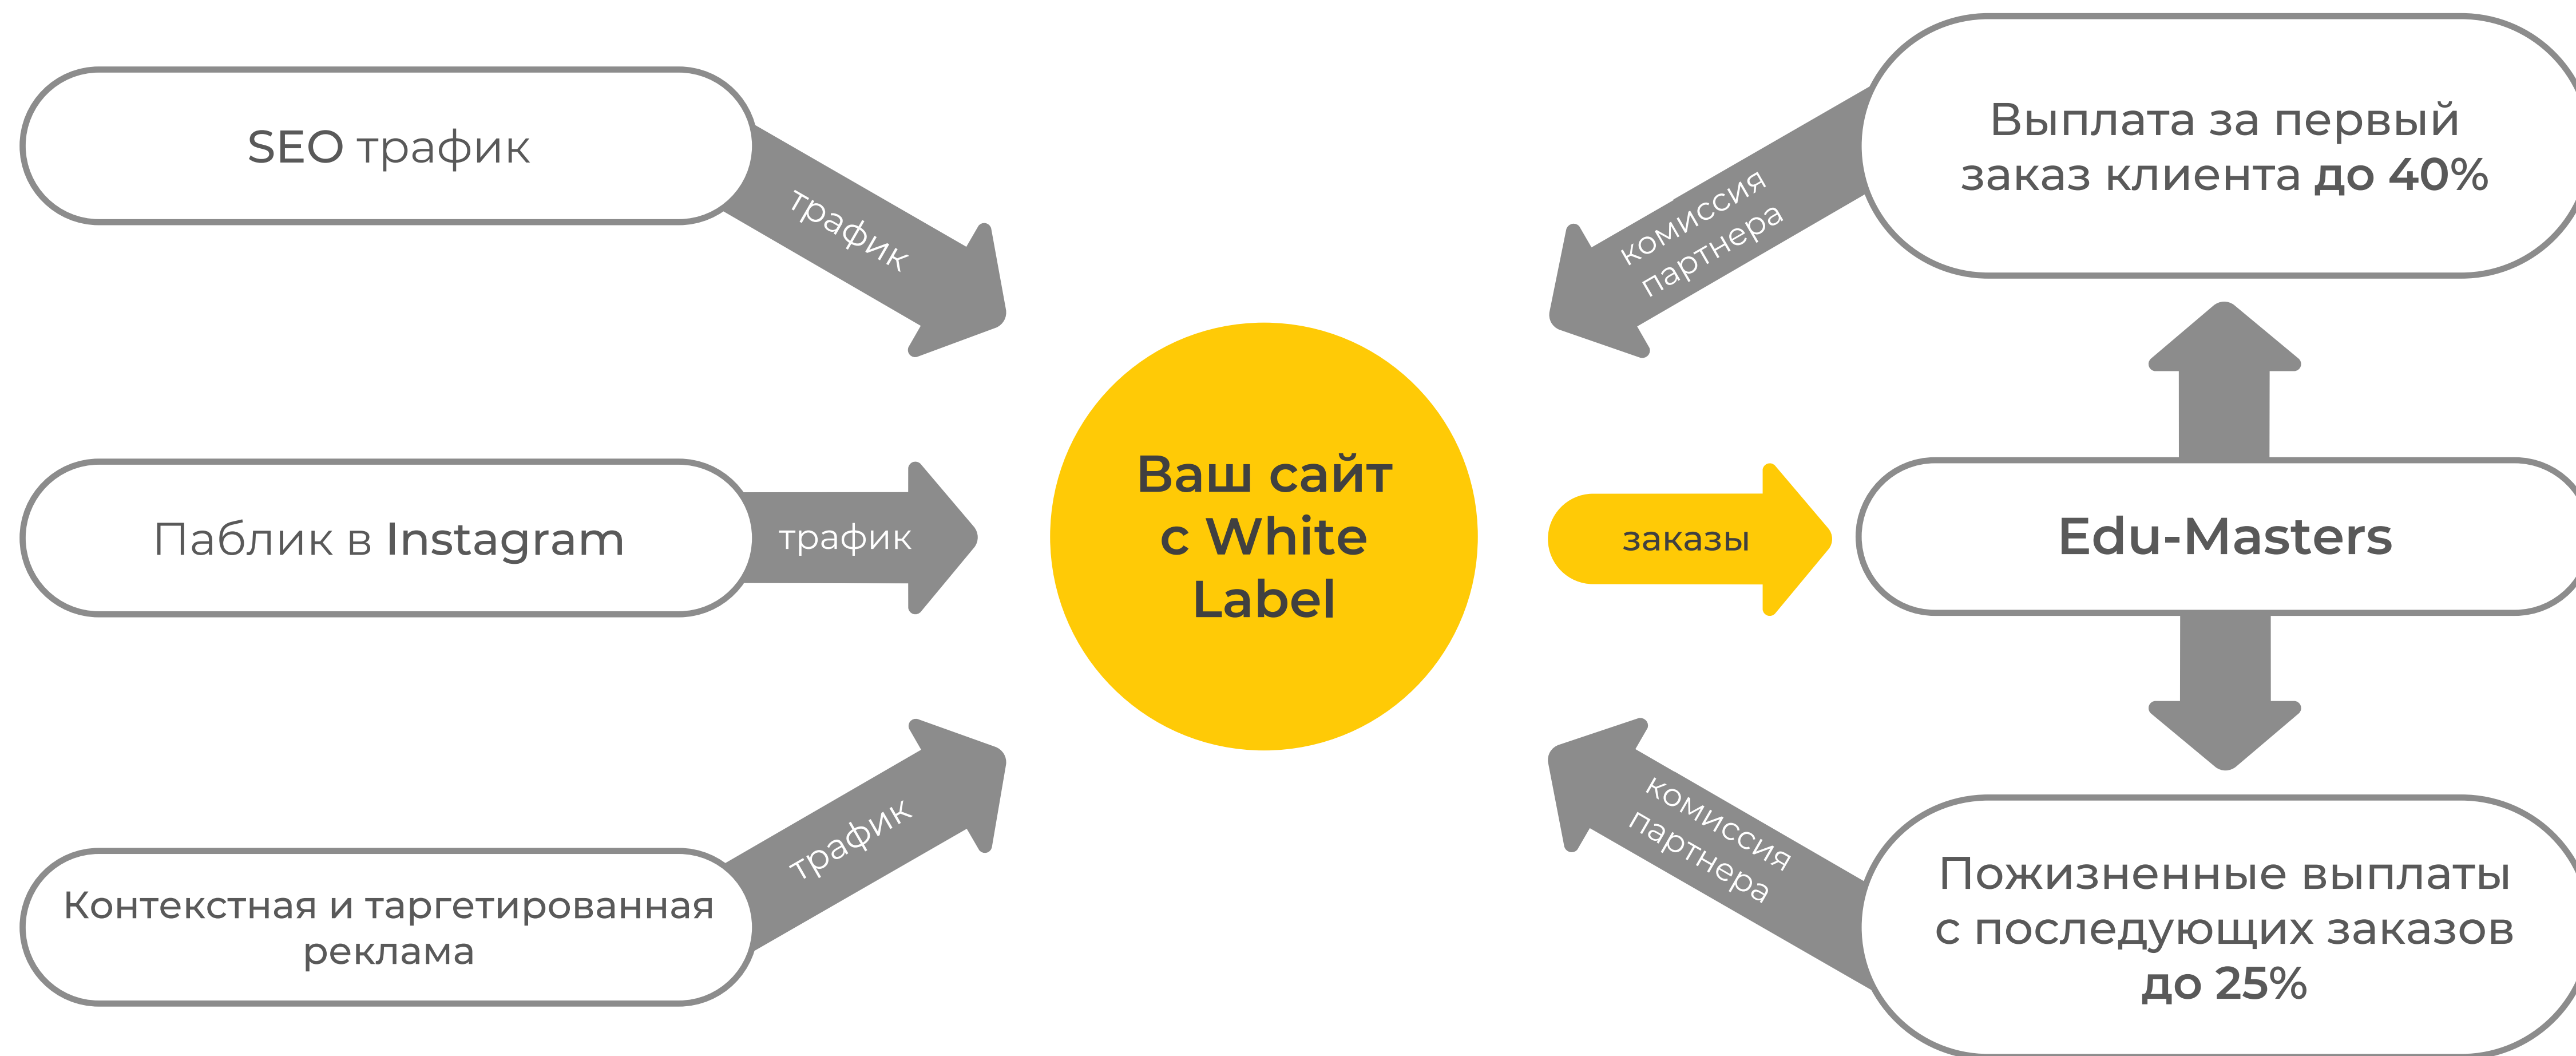 SEO трафик
трафик
Паблик в Instagram
трафик
Контекстная и таргетированная
реклама
трафик
Ваш сайт
с White
Label
заказы
Edu-Masters
Выплата за первый
заказ клиента до 40%
комиссия
партнера
Пожизненные выплаты
с последующих заказов
до 25%
комиссия
партнера